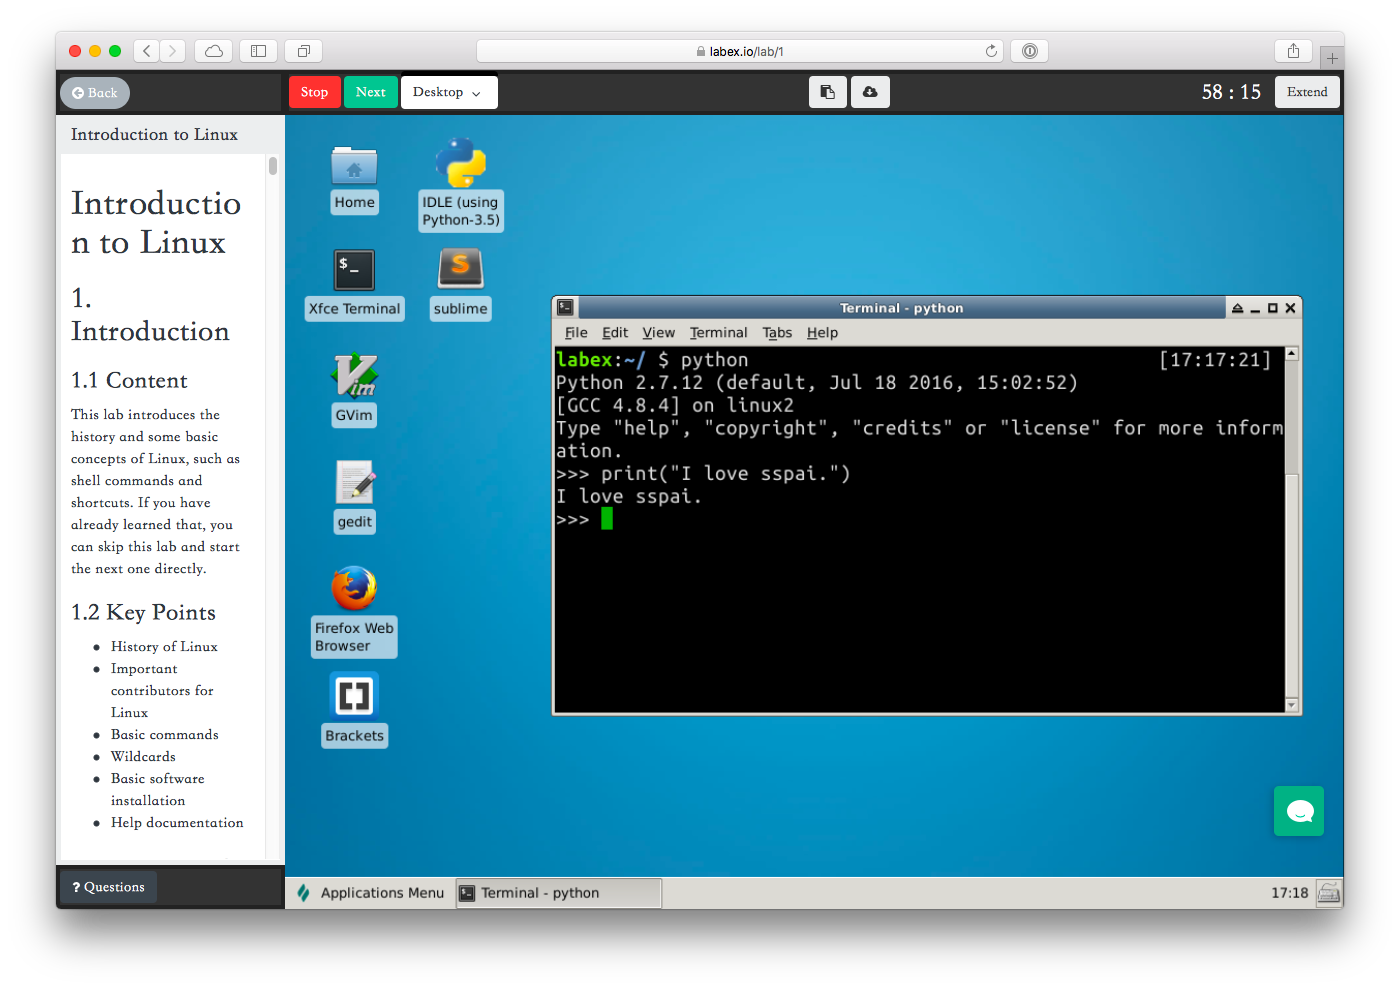 labex.io/lab/1
Back
Stop
Next
Desktop
58 : 15
Extend
Introduction to Linux
Introductio
n to Linux
1.
Introduction
1.1 Content
This lab introduces the
history and some basic
concepts of Linux, such as
shell commands and
shortcuts. If you have
already learned that, you
can skip this lab and start
the next one directly.
1.2 Key Points
History of Linux
Important
contributors for
Linux
Basic commands
Wildcards
Basic software
installation
Help documentation
? Questions
Home
IDLE (using
Python-3.5)
$_
Xfce Terminal
S
sublime
Vim
GVim
gedit
Firefox Web
Browser
[ ]
Brackets
Terminal - python
File Edit View Terminal Tabs Help
labex:~/ $ python [17:17:21]
Python 2.7.12 (default, Jul 18 2016, 15:02:52)
[GCC 4.8.4] on linux2
Type "help", "copyright", "credits" or "license" for more inform
ation.
>>> print("I love sspai.")
I love sspai.
>>>
Applications Menu
Terminal - python
17:18